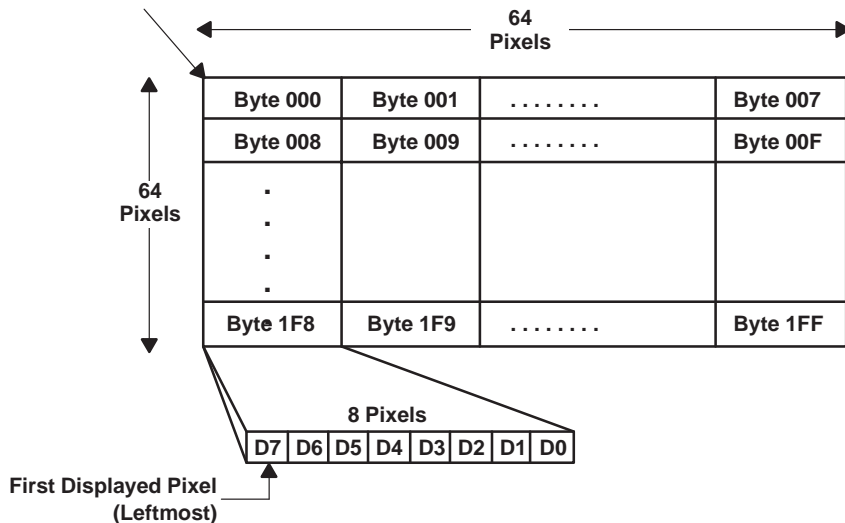 64
Pixels
Byte 000 Byte 001 . . . . . . . . Byte 007
Byte 008 Byte 009 . . . . . . . . Byte 00F
64
Pixels
Byte 1F8 Byte 1F9 . . . . . . . . Byte 1FF
8 Pixels
D7 D6 D5 D4 D3 D2 D1 D0
First Displayed Pixel
(Leftmost)